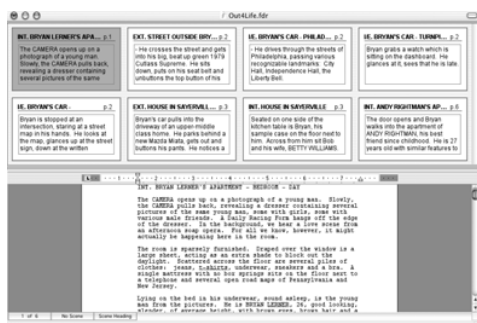 Out4Life.fdr
INT. BRYAN LERNER'S APA... p.1
The CAMERA opens up on a
photograph of a young man.
Slowly, the CAMERA pulls back,
revealing a dresser containing
several pictures of the same
EXT. STREET OUTSIDE BRY... p.2
- He crosses the street and gets
into his big, beat up green 1979
Cutlass Supreme. He sits
down, puts on his seat belt and
unbuttons the top button of his
I/E. BRYAN'S CAR - PHILAD... p.2
- He drives through the streets of
Philadelphia, passing various
recognizable landmarks. City
Hall, Independence Hall, the
Liberty Bell.
I/E. BRYAN'S CAR - TURNPI... p.2
Bryan grabs a watch which is
sitting on the dashboard. He
glances at it, sees that he is late.
I/E. BRYAN'S CAR - p.2
Bryan is stopped at an
intersection, staring at a street
map in his hands. He looks at
the map, glances up at the street
sign, down at the written
EXT. HOUSE IN SAYERVILL... p.3
Bryan's car pulls into the
driveway of an upper-middle
class home. He parks behind a
new Mazda Miata, gets out and
buttons his pants. He notices a
INT. HOUSE IN SAYERVILLE p.3
Seated on one side of the
kitchen table is Bryan, his
sample case on the floor next to
him. Across from him sit Bob
and his wife, BETTY WILLIAMS.
INT. ANDY RIGHTMAN'S AP... p.6
The door opens and Bryan
walks into the apartment of
ANDY RIGHTMAN, his best
friend since childhood. He is 27
years old with similar features to
INT. BRYAN LERNER'S APARTMENT - BEDROOM - DAY
The CAMERA opens up on a photograph of a young man. Slowly,
the CAMERA pulls back, revealing a dresser containing several
pictures of the same young man, some with girls, some with
various male friends. A Daily Racing Form hangs off the edge
of the dresser. In the background, we hear a love scene from
an afternoon soap opera. For all we know, however, it might
actually be happening here in the room.
The room is sparsely furnished. Draped over the window is a
large sheet, acting as an extra shade to block out the
daylight. Scattered across the floor are several piles of
clothes: jeans, t-shirts, underwear, sneakers and a bra. A
single mattress with no box springs sits on the floor next to
a telephone and several open road maps of Pennsylvania and
New Jersey.
Lying on the bed in his underwear, sound asleep, is the young
man from the pictures. He is BRYAN LERNER, 26, good looking,
slender, of average height, with brown eyes, brown hair and a
1 of 6 No Scene Scene Heading